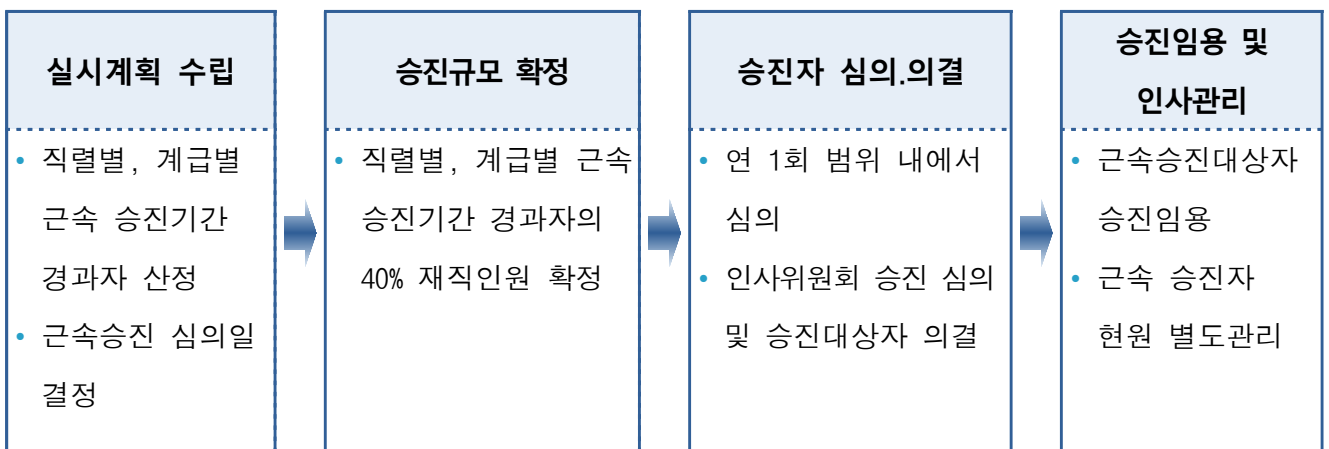 실시계획 수립
• 직렬별, 계급별
근속 승진기간
경과자 산정
• 근속승진 심의일
결정
승진규모 확정
• 직렬별, 계급별 근속
승진기간 경과자의
40% 재직인원 확정
승진자 심의.의결
• 연 1회 범위 내에서
심의
• 인사위원회 승진 심의
및 승진대상자 의결
승진임용 및
인사관리
• 근속승진대상자
승진임용
• 근속 승진자
현원 별도관리